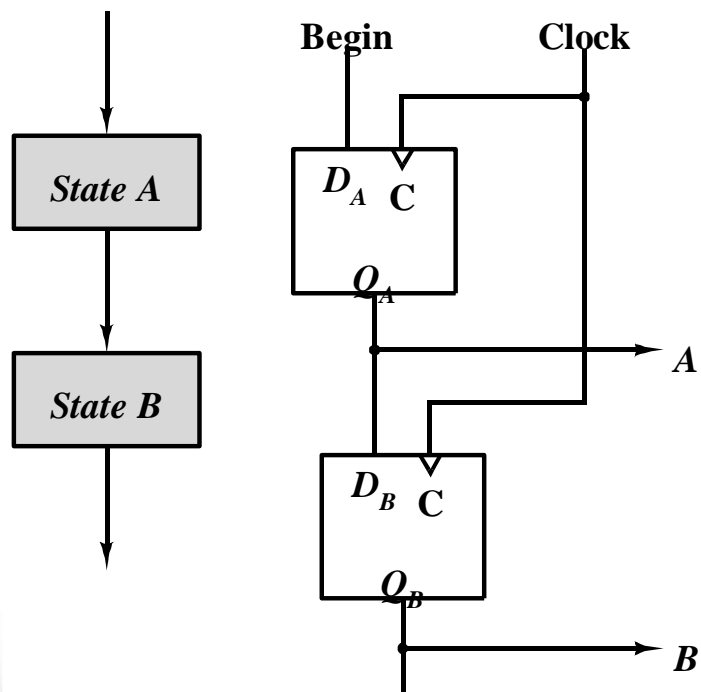 Begin
Clock
State A
D_A
C
Q_A
A
State B
D_B
C
Q_B
B